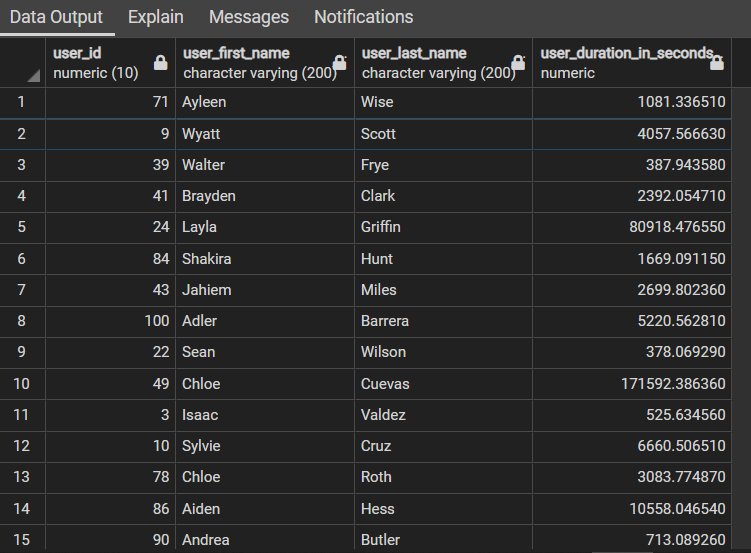 Data Output Explain Messages Notifications
user_id user_first_name user_last_name user_duration_in_seconds
numeric (10) character varying (200) character varying (200) numeric
1 71 Ayleen Wise 1081.336510
2 9 Wyatt Scott 4057.566630
3 39 Walter Frye 387.943580
4 41 Brayden Clark 2392.054710
5 24 Layla Griffin 80918.476550
6 84 Shakira Hunt 1669.091150
7 43 Jahiem Miles 2699.802360
8 100 Adler Barrera 5220.562810
9 22 Sean Wilson 378.069290
10 49 Chloe Cuevas 171592.386360
11 3 Isaac Valdez 525.634560
12 10 Sylvie Cruz 6660.506510
13 78 Chloe Roth 3083.774870
14 86 Aiden Hess 10558.046540
15 90 Andrea Butler 713.089260